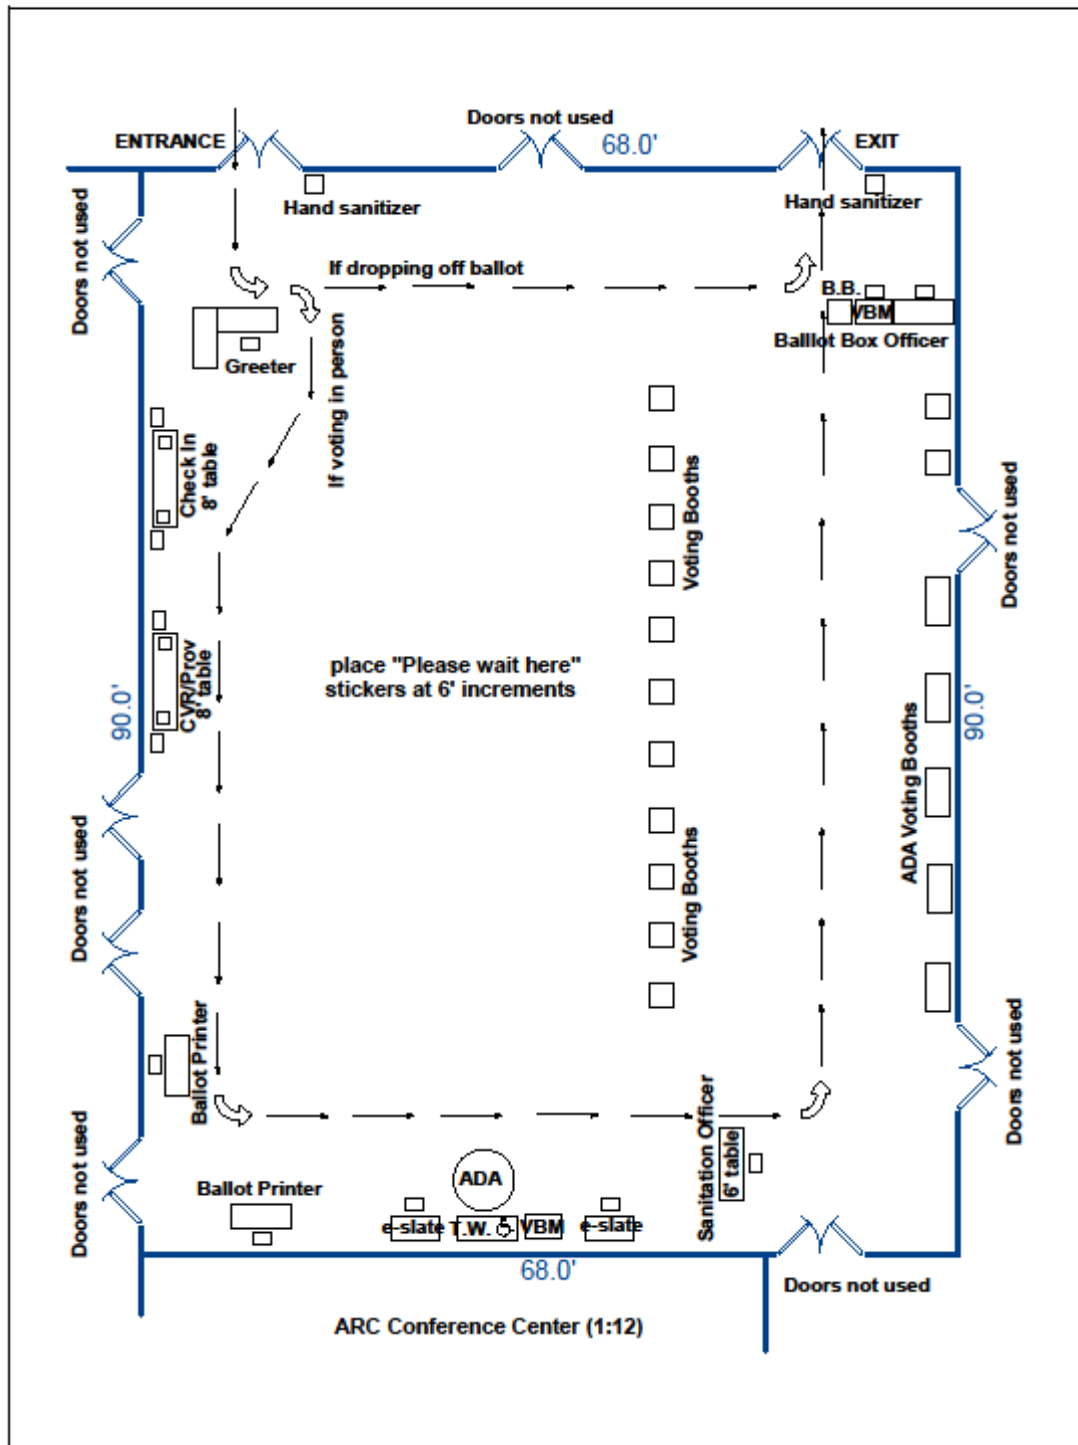 Doors not used
ENTRANCE
68.0'
EXIT
Hand sanitizer
Hand sanitizer
Doors not used
If dropping off ballot
B.B.
VBM
Balllot Box Officer
Greeter
If voting in person
Check In
8' table
Voting Booths
Doors not used
CVR/Prov
8' table
place "Please wait here"
stickers at 6' increments
90.0'
90.0'
ADA Voting Booths
Doors not used
Voting Booths
Ballot Printer
Doors not used
Doors not used
Sanitation Officer
6' table
Ballot Printer
ADA
e-slate
T.W.
VBM
e-slate
68.0'
Doors not used
ARC Conference Center (1:12)